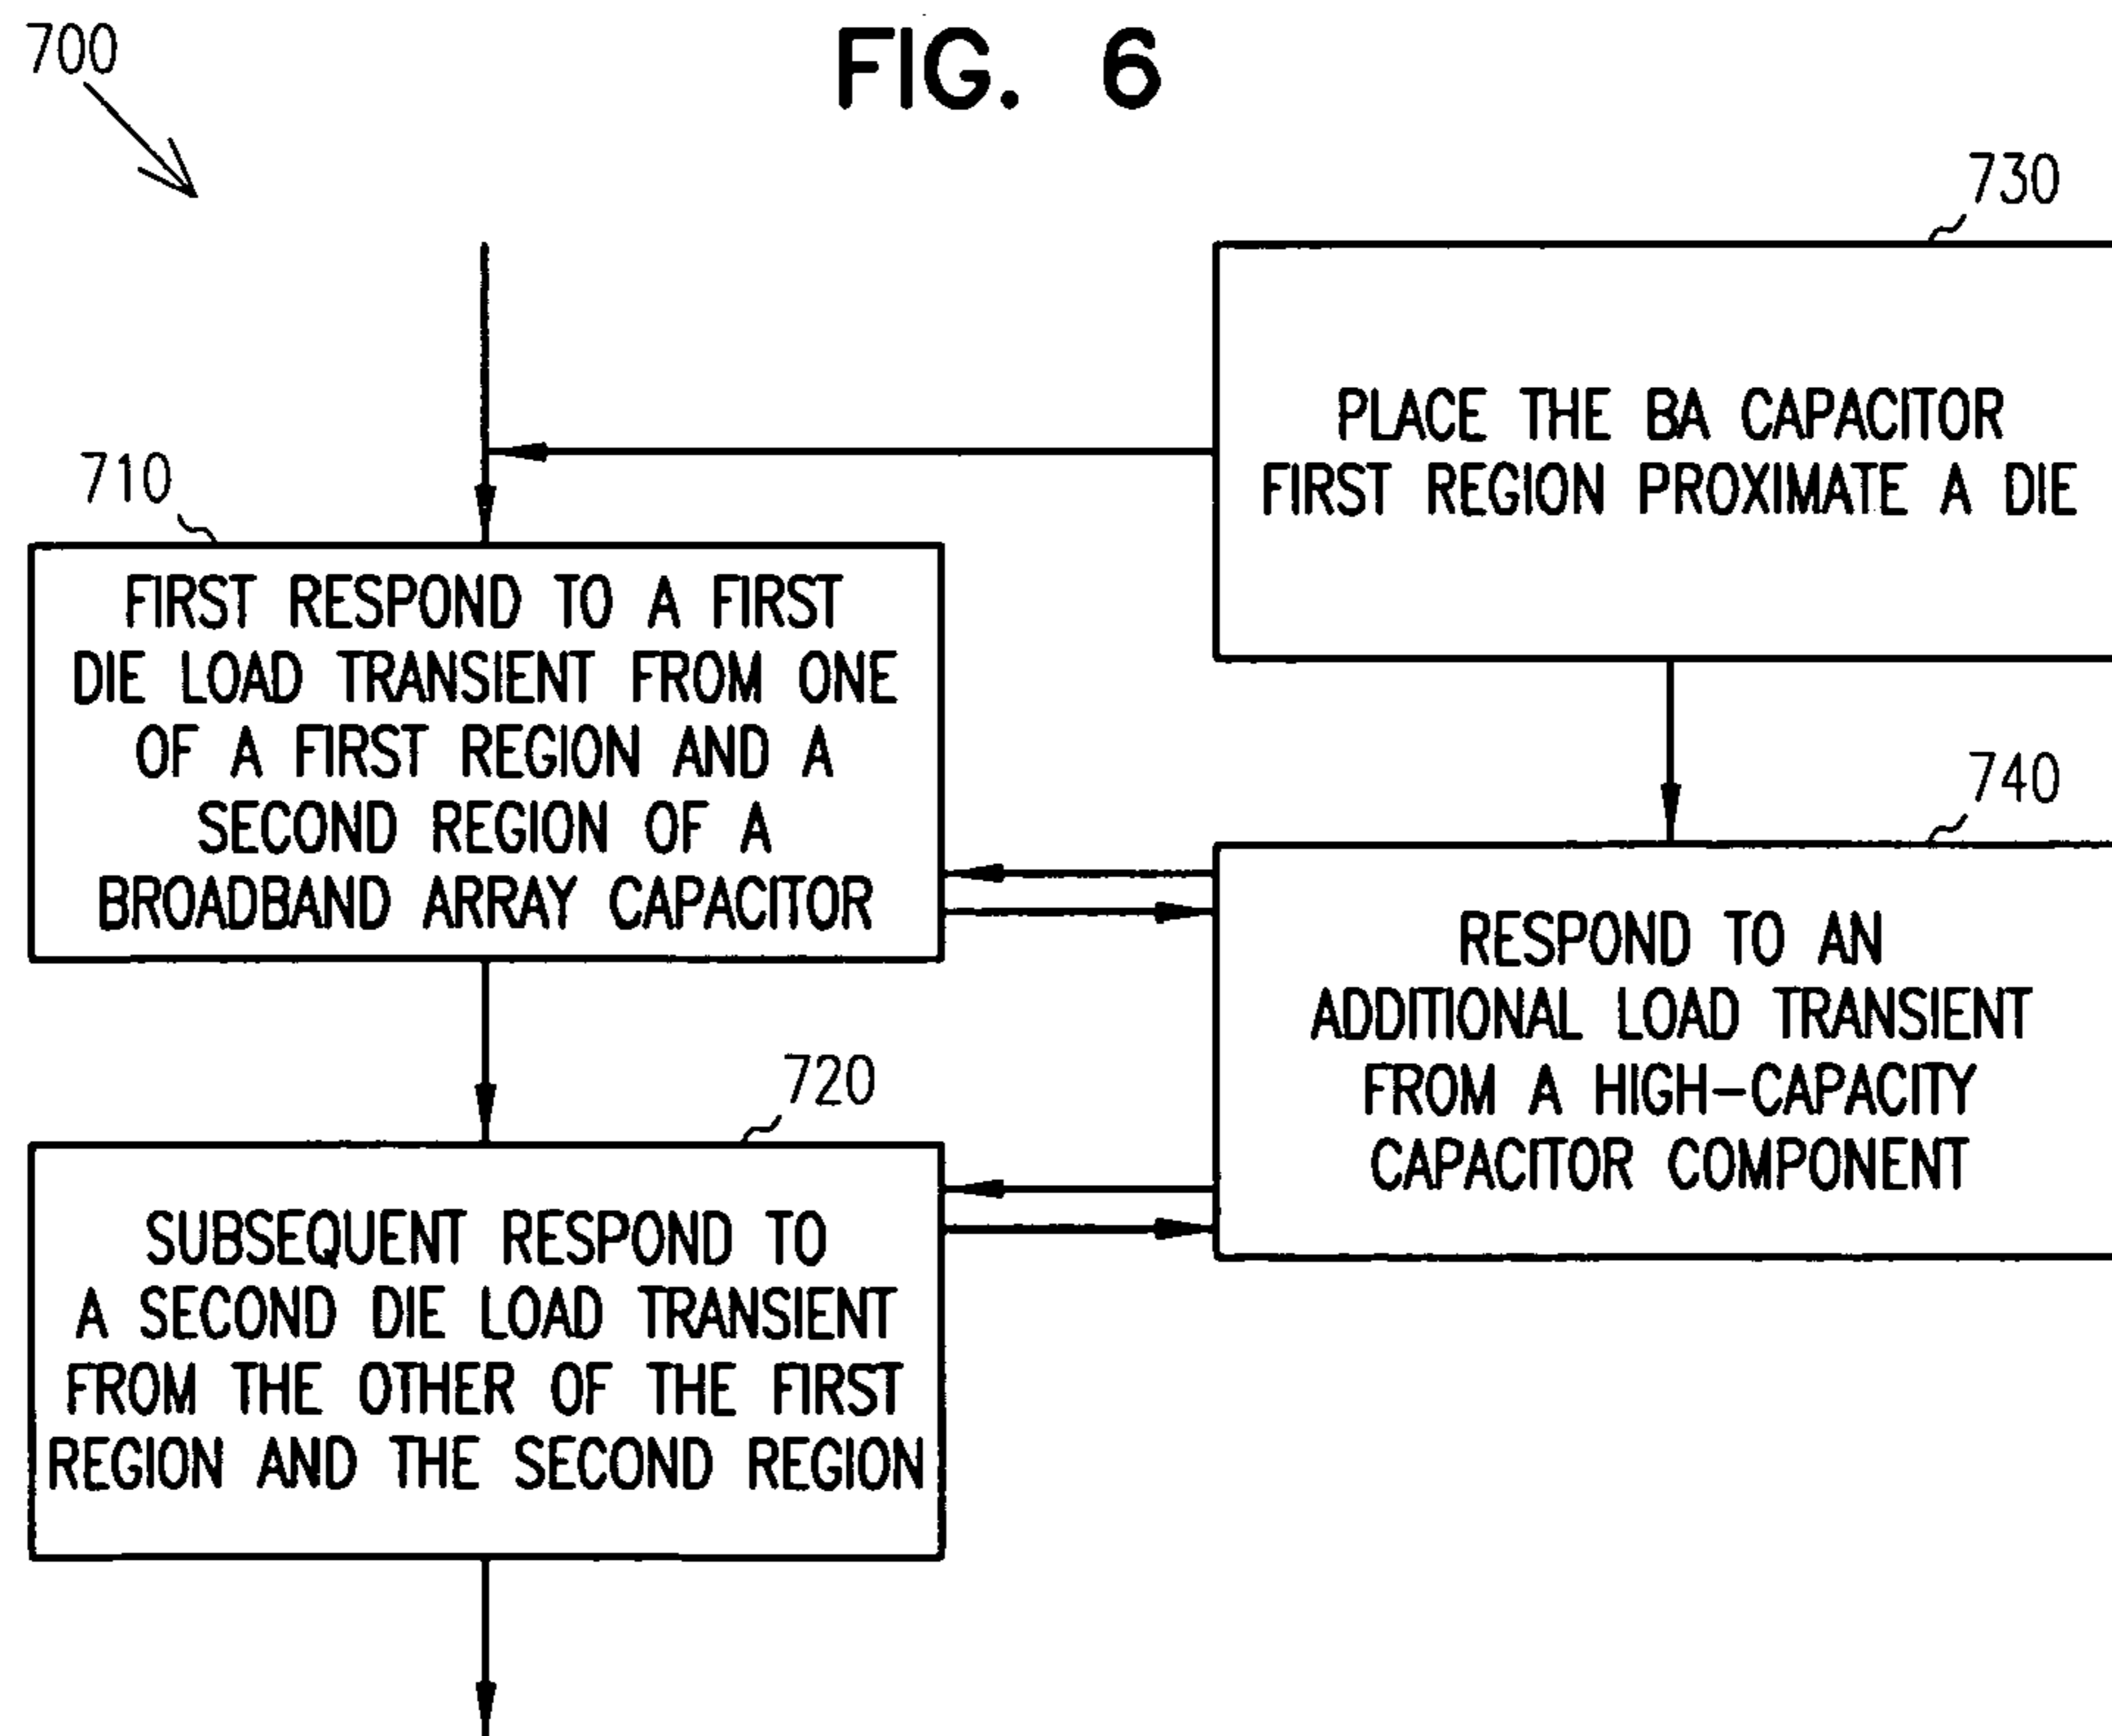 700
FIG. 6
730
PLACE THE BA CAPACITOR
FIRST REGION PROXIMATE A DIE
710
FIRST RESPOND TO A FIRST
DIE LOAD TRANSIENT FROM ONE
OF A FIRST REGION AND A
SECOND REGION OF A
BROADBAND ARRAY CAPACITOR
740
RESPOND TO AN
ADDITIONAL LOAD TRANSIENT
FROM A HIGH-CAPACITY
CAPACITOR COMPONENT
720
SUBSEQUENT RESPOND TO
A SECOND DIE LOAD TRANSIENT
FROM THE OTHER OF THE FIRST
REGION AND THE SECOND REGION